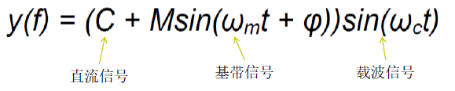 y(f) = (C + Msin(ωmt + φ))sin(ωct)
直流信号 基带信号 载波信号